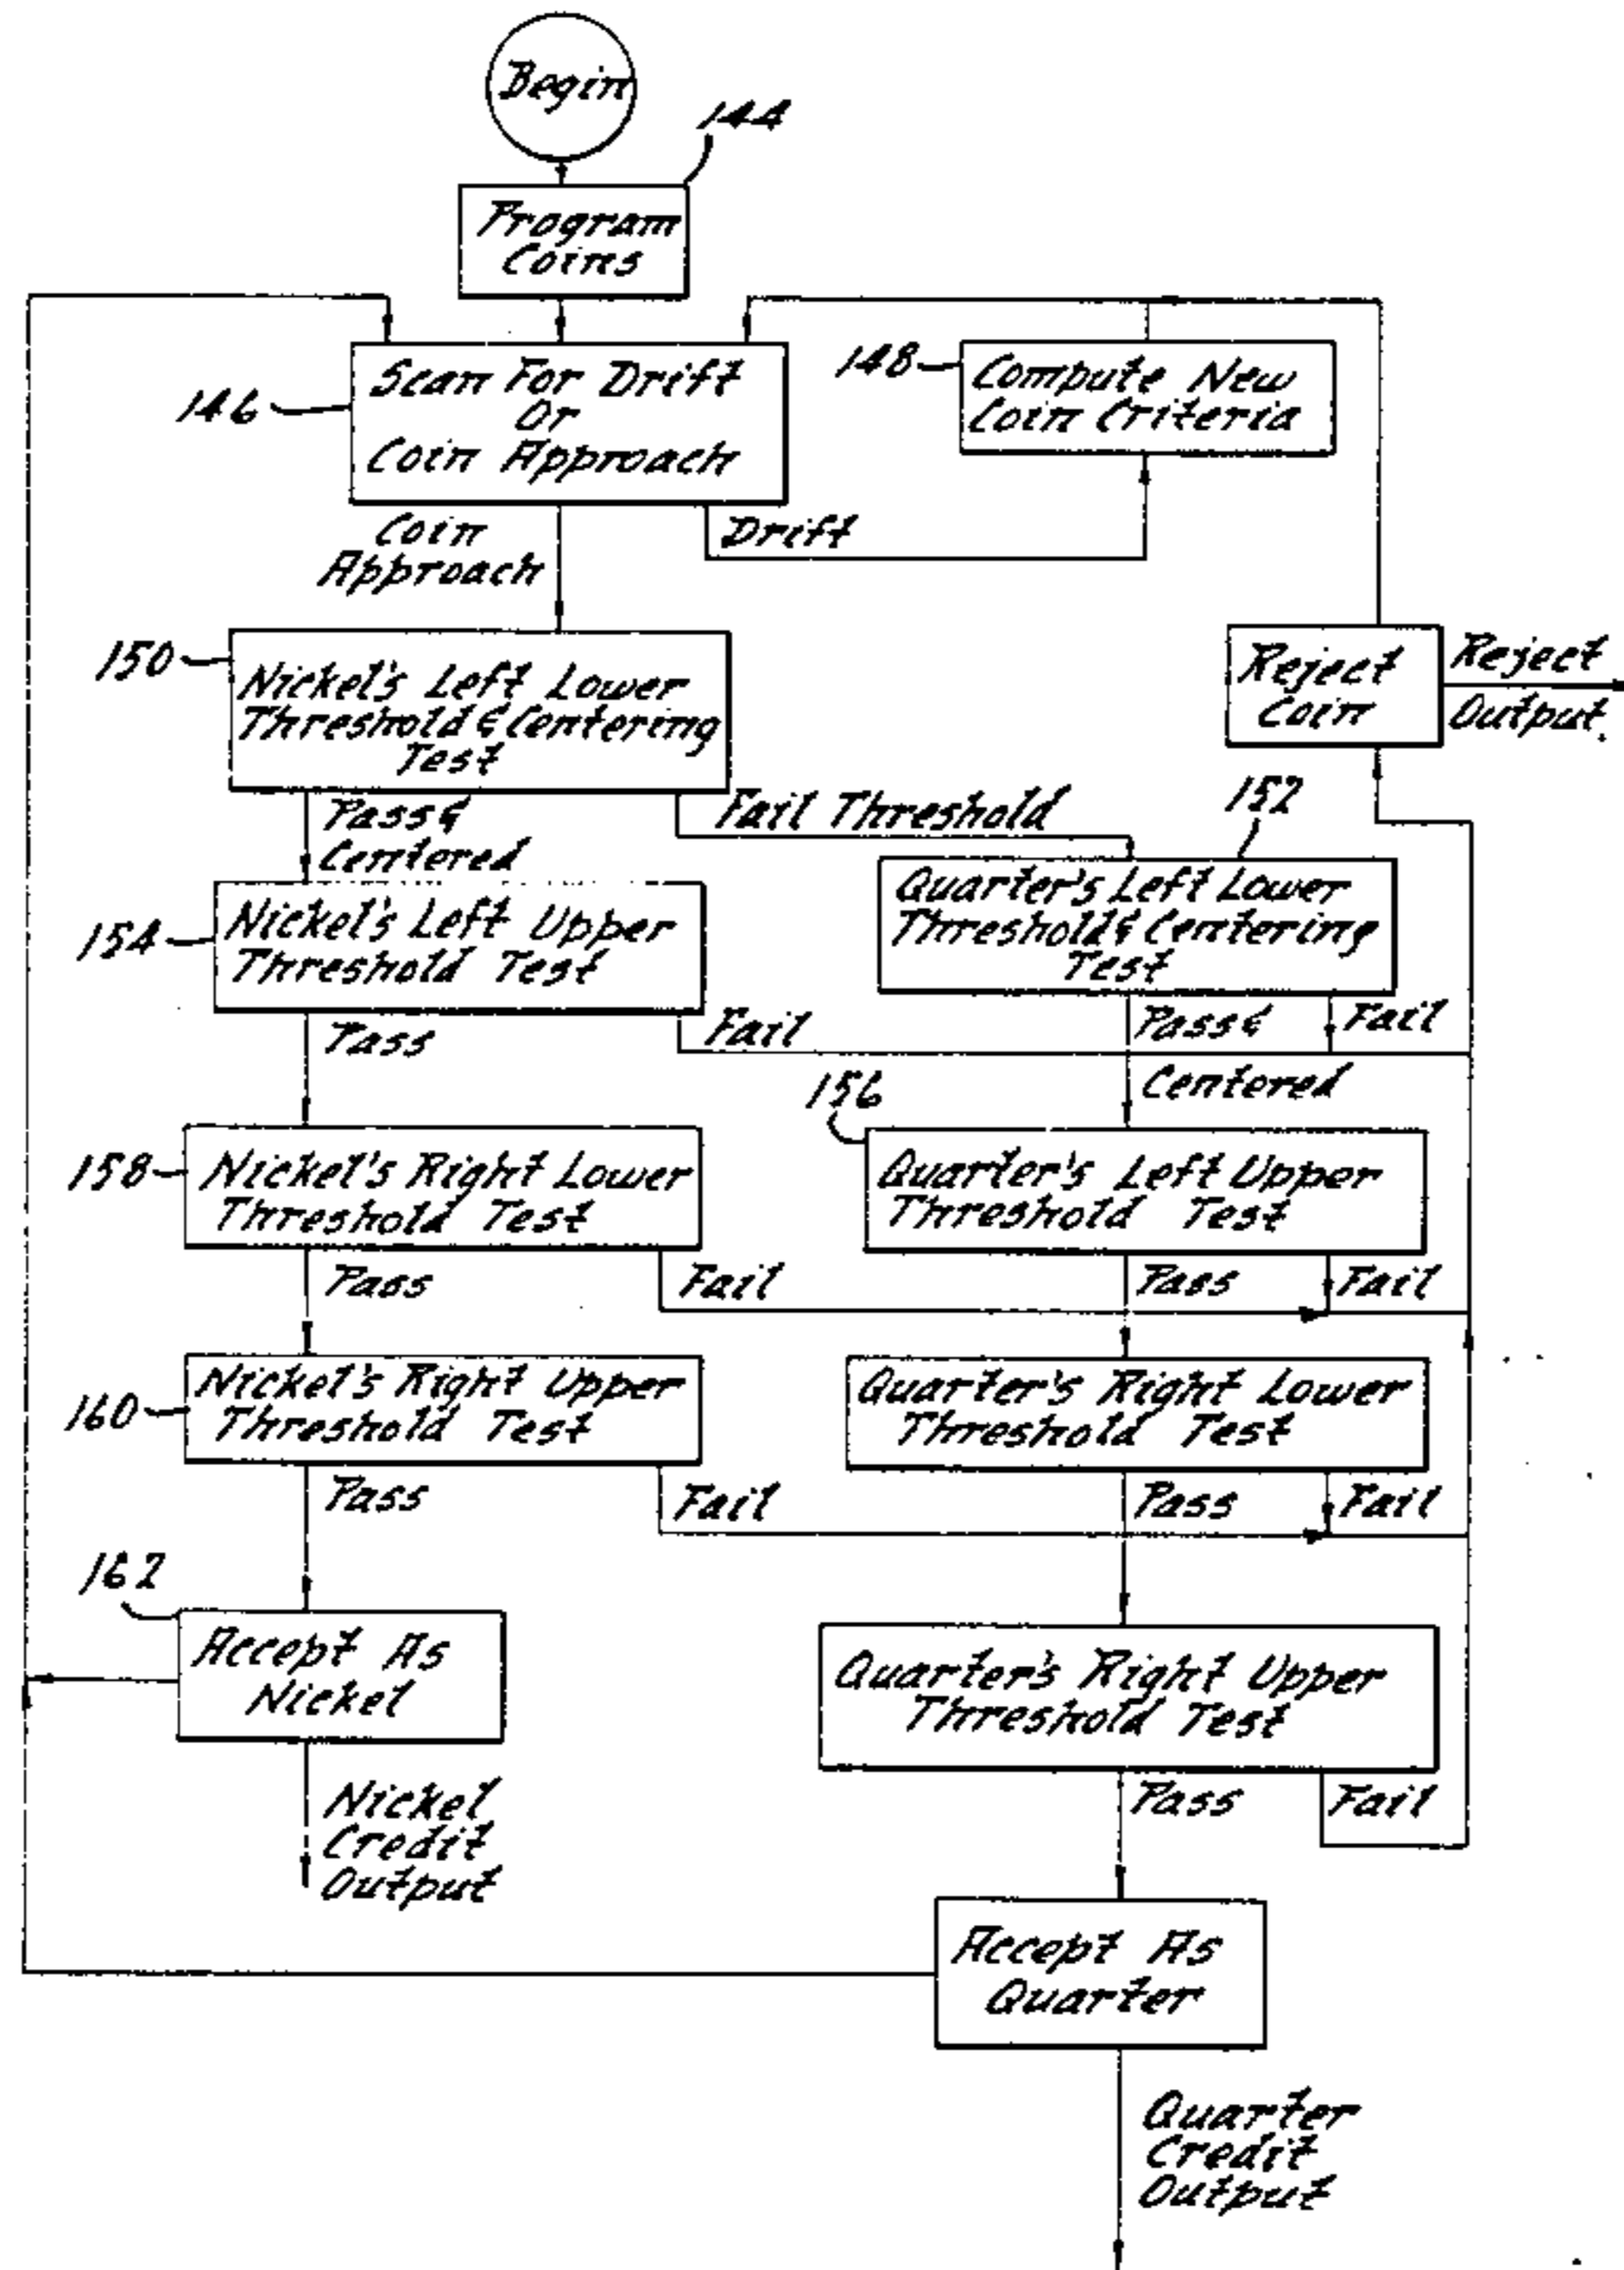 Begin
144
Program
Coins
146
Scan For Drift
Or
Coin Approach
148
Compute New
Coin Criteria
Coin
Approach
Drift
150
Nickel's Left Lower
Threshold & Centering
Test
Reject
Coin
Reject
Output
Pass &
Centered
Fail Threshold
152
154
Nickel's Left Upper
Threshold Test
Quarter's Left Lower
Threshold & Centering
Test
Pass
Fail
Pass &
Centered
Fail
156
158
Nickel's Right Lower
Threshold Test
Quarter's Left Upper
Threshold Test
Pass
Fail
Pass
Fail
160
Nickel's Right Upper
Threshold Test
Quarter's Right Lower
Threshold Test
Pass
Fail
Pass
Fail
162
Accept As
Nickel
Quarter's Right Upper
Threshold Test
Nickel
Credit
Output
Pass
Fail
Accept As
Quarter
Quarter
Credit
Output